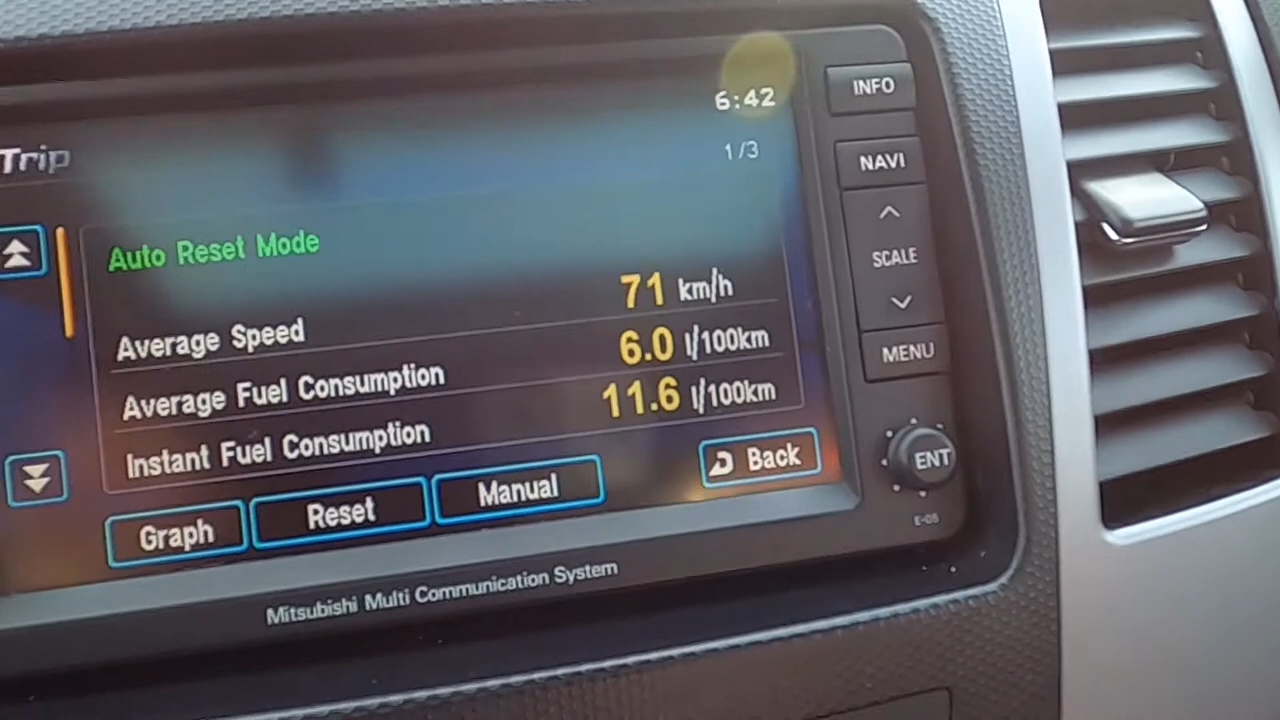 6:42
Trip
1/3
Auto Reset Mode
Average Speed 71 km/h
Average Fuel Consumption 6.0 l/100km
Instant Fuel Consumption 11.6 l/100km
Graph Reset Manual Back
Mitsubishi Multi Communication System
INFO
NAVI
SCALE
MENU
ENT
E-05